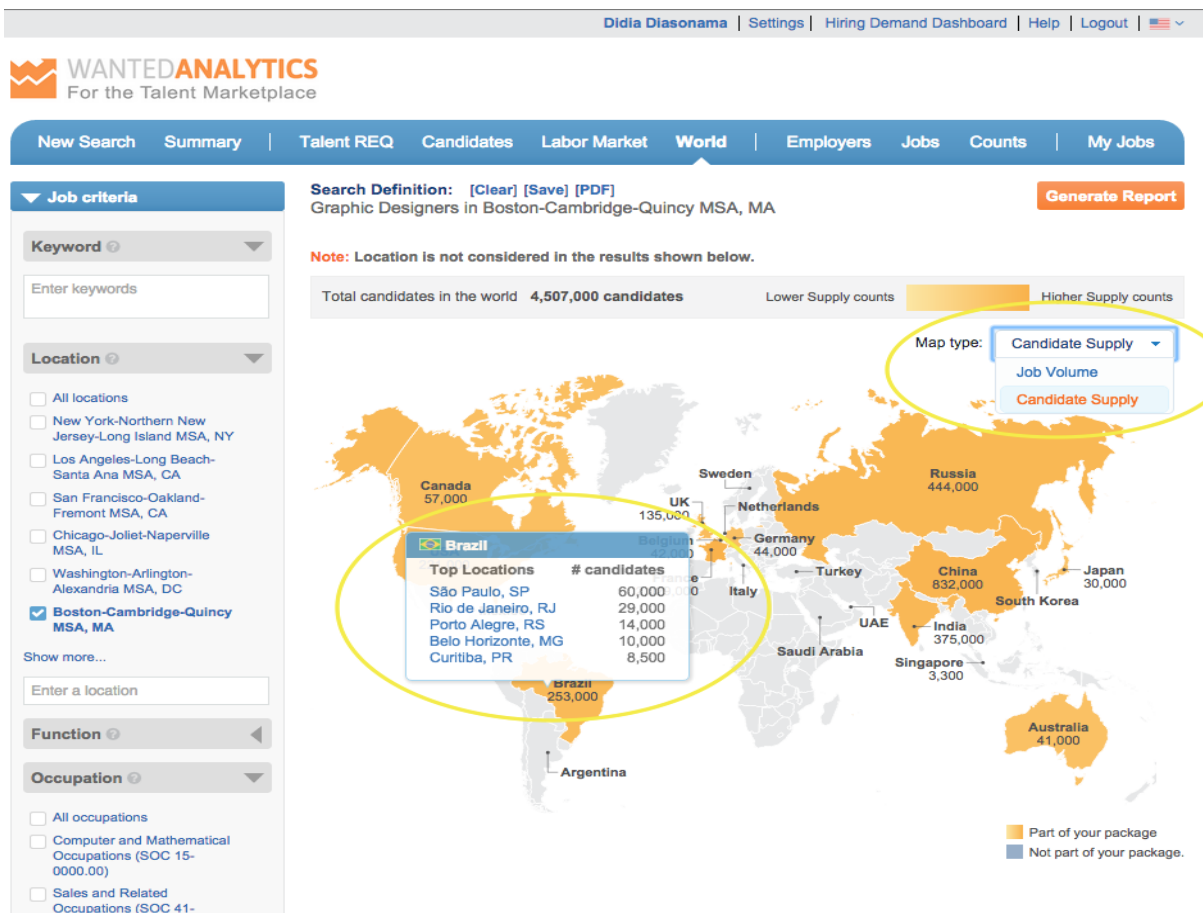 Didia Diasonama | Settings | Hiring Demand Dashboard | Help | Logout |
WANTEDANALYTICS
For the Talent Marketplace
New Search Summary | Talent REQ Candidates Labor Market World | Employers Jobs Counts | My Jobs
Job criteria
Keyword
Enter keywords
Location
All locations
New York-Northern New
Jersey-Long Island MSA, NY
Los Angeles-Long Beach-
Santa Ana MSA, CA
San Francisco-Oakland-
Fremont MSA, CA
Chicago-Joliet-Naperville
MSA, IL
Washington-Arlington-
Alexandria MSA, DC
Boston-Cambridge-Quincy
MSA, MA
Show more...
Enter a location
Function
Occupation
All occupations
Computer and Mathematical
Occupations (SOC 15-
0000.00)
Sales and Related
Occupations (SOC 41-
Search Definition: [Clear] [Save] [PDF]
Graphic Designers in Boston-Cambridge-Quincy MSA, MA
Generate Report
Note: Location is not considered in the results shown below.
Total candidates in the world 4,507,000 candidates
Lower Supply counts
Higher Supply counts
Map type: Candidate Supply
Job Volume
Candidate Supply
Canada
57,000
Sweden
UK
135,000
Netherlands
Belgium
42,000
Germany
44,000
France
Italy
Turkey
Russia
444,000
China
832,000
Japan
30,000
South Korea
UAE
India
375,000
Saudi Arabia
Singapore
3,300
Brazil
Top Locations # candidates
São Paulo, SP 60,000
Rio de Janeiro, RJ 29,000
Porto Alegre, RS 14,000
Belo Horizonte, MG 10,000
Curitiba, PR 8,500
Brazil
253,000
Australia
41,000
Argentina
Part of your package
Not part of your package.